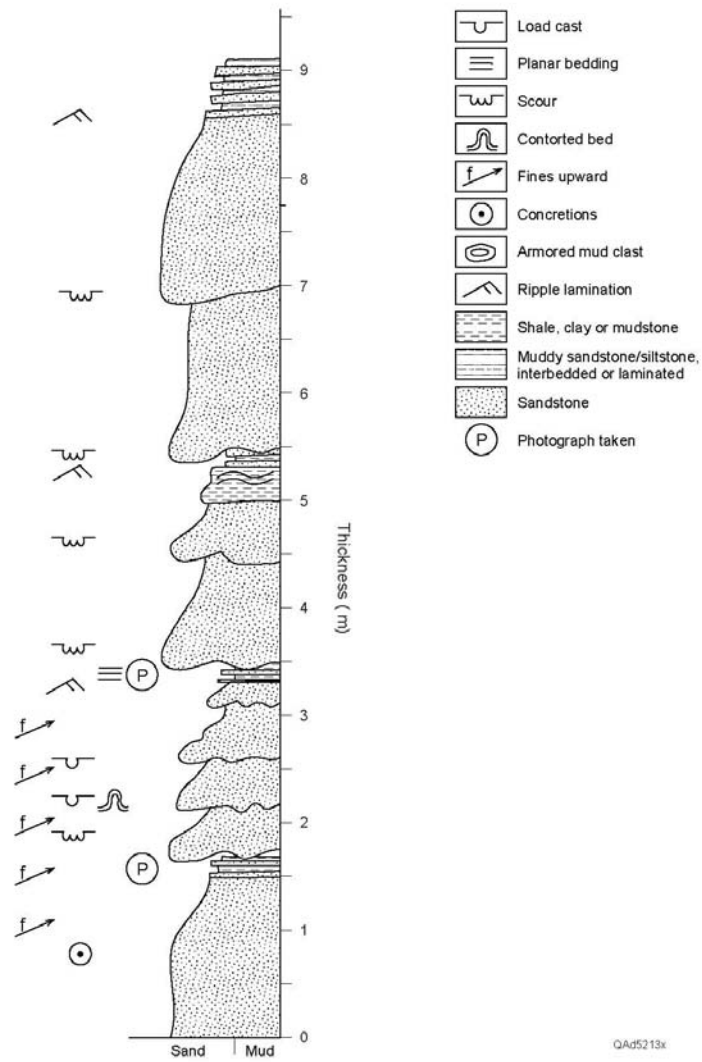 9
8
7
6
5
4
3
2
1
0
Thickness ( m )
f
f
f
f
f
P
P
Sand
Mud
Load cast
Planar bedding
Scour
Contorted bed
f
Fines upward
Concretions
Armored mud clast
Ripple lamination
Shale, clay or mudstone
Muddy sandstone/siltstone,
interbedded or laminated
Sandstone
P
Photograph taken
QAd5213x